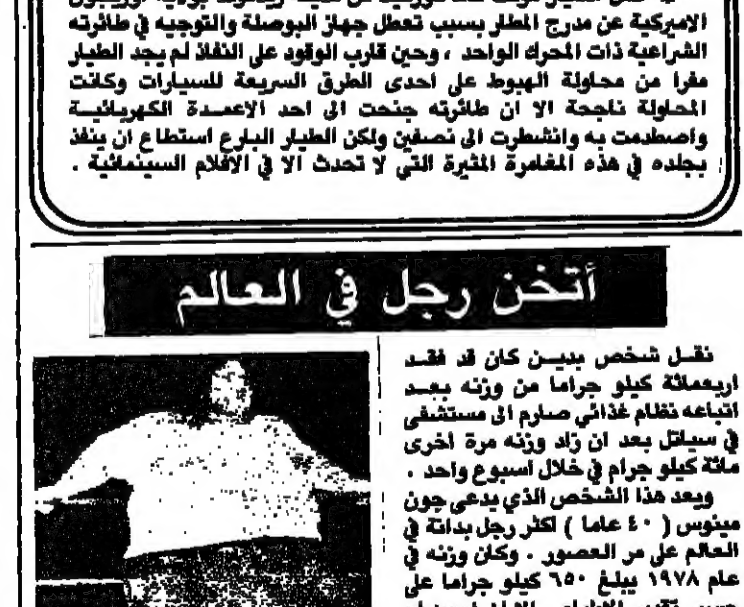 الاميركية عن مدرج المطار بسبب تعطل جهاز البوصلة والتوجيه في طائرته
الشراعية ذات المحرك الواحد ، وحين قارب الوقود على النفاذ لم يجد الطيار
مفرا من محاولة الهبوط على احدى الطرق السريعة للسيارات وكانت
المحاولة ناجحة الا ان طائرته جنحت الى احد الاعمدة الكهربائية
واصطدمت به وانشطرت الى نصفين ولكن الطيار البارع استطاع ان ينفذ
بجلده في هذه المغامرة المثيرة التي لا تحدث الا في الافلام السينمائية .
أتخن رجل في العالم
نقل شخص بدين كان قد فقد
اربعمائة كيلو جراما من وزنه بعد
اتباعه نظام غذائي صارم الى مستشفى
في سياتل بعد ان زاد وزنه مرة اخرى
مائة كيلو جرام في خلال اسبوع واحد .
ويعد هذا الشخص الذي يدعى جون
مينوس ( ٤٠ عاما ) اكثر رجل بدانة في
العالم على مر العصور . وكان وزنه في
عام ١٩٧٨ يبلغ ٦٥٠ كيلو جراما على